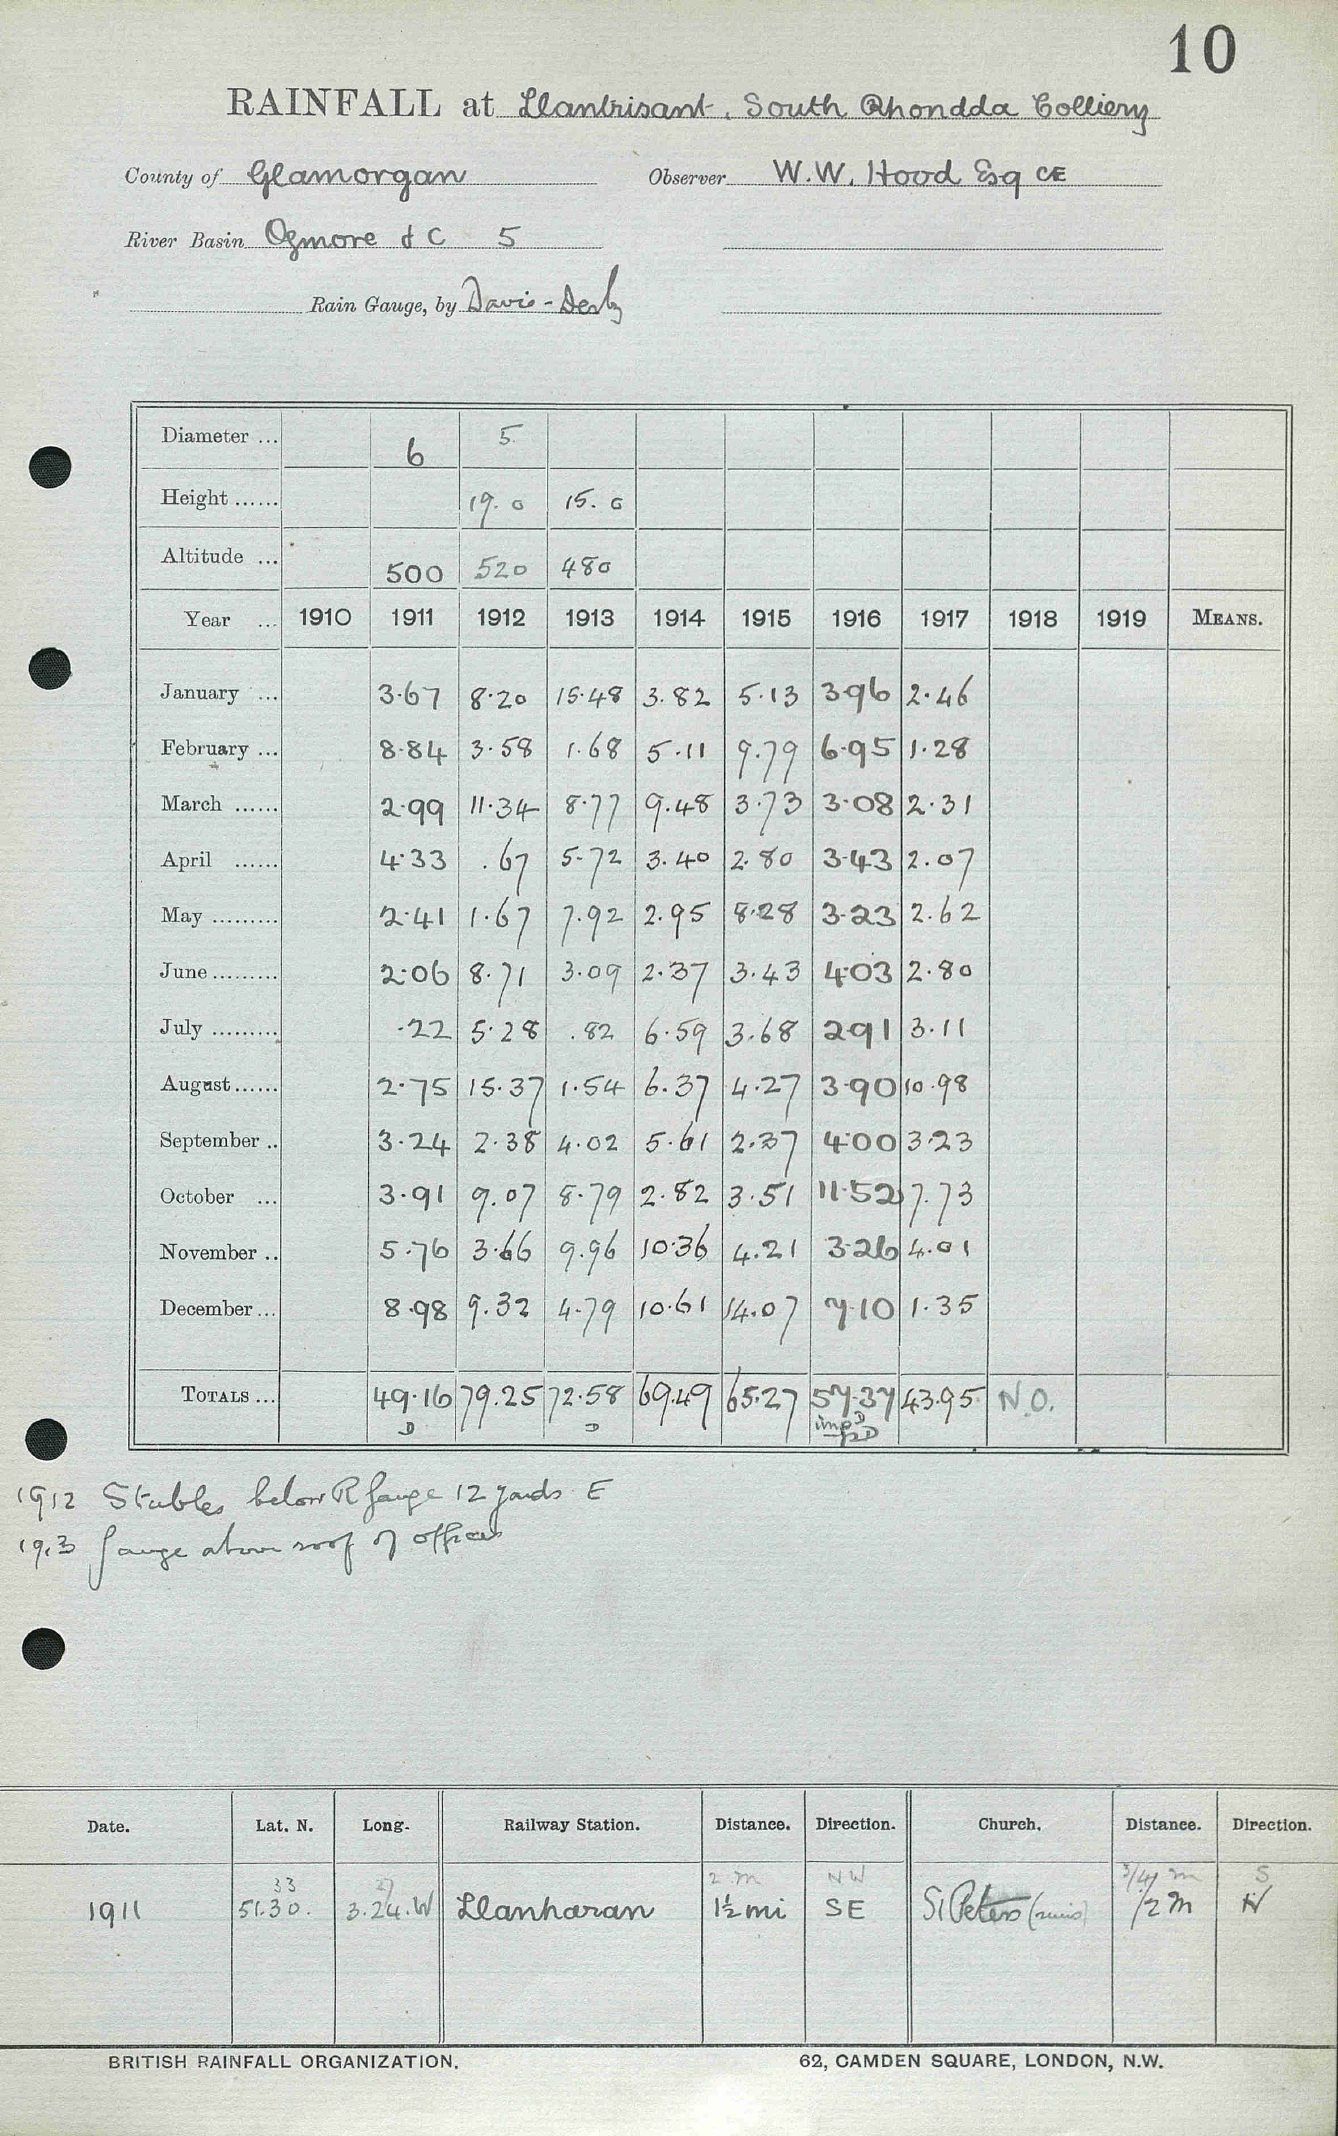 10
RAINFALL at Llantrisant, South Rhondda Colliery
County of Glamorgan Observer W.W. Hood Esq CE
River Basin Ogmore & C 5
Rain Gauge, by Davis-Derby
Diameter ... 6 5
Height ...... 19. 0 15. 0
Altitude ... 500 520 480
Year ... 1910 1911 1912 1913 1914 1915 1916 1917 1918 1919 MEANS.
January ... 3.67 8.20 15.48 3.82 5.13 3.96 2.46
February ... 8.84 3.58 1.68 5.11 9.79 6.95 1.28
March ...... 2.99 11.34 8.77 9.48 3.73 3.08 2.31
April ...... 4.33 .67 5.72 3.40 2.80 3.43 2.07
May ......... 2.41 1.67 7.92 2.95 8.28 3.23 2.62
June ......... 2.06 8.71 3.09 2.37 3.43 4.03 2.80
July ......... .22 5.28 .82 6.59 3.68 2.91 3.11
August ...... 2.75 15.37 1.54 6.37 4.27 3.90 10.98
September .. 3.24 2.38 4.02 5.61 2.37 4.00 3.23
October ... 3.91 9.07 8.79 2.82 3.51 11.52 7.73
November .. 5.76 3.66 9.96 10.36 4.21 3.26 4.01
December ... 8.98 9.32 4.79 10.61 14.07 7.10 1.35
TOTALS ... 49.16 79.25 72.58 69.49 65.27 57.37 43.95 N.O.
D D
1912 Stables below R gauge 12 yards E
1913 gauge above roof of offices
Date. Lat. N. Long. Railway Station. Distance. Direction. Church. Distance. Direction.
33 27 2 m NW 3/4 m S
1911 51.30. 3.24.W Llanharan 1½ mi SE St Peters (ruins) 1/2 m N
BRITISH RAINFALL ORGANIZATION. 62, CAMDEN SQUARE, LONDON, N.W.